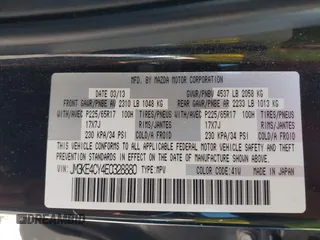 MFD. BY MAZDA MOTOR CORPORATION
DATE 03/13 GVWR/PNBV 4537 LB 2058 KG
FRONT GAWR/PNBE AV 2310 LB 1048 KG REAR GAWR/PNBE AR 2233 LB 1013 KG
WITH/AVEC P225/65R17 100H TIRES/PNEUS WITH/AVEC P225/65R17 100H TIRES/PNEUS
17X7J RIMS/JANTES 17X7J RIMS/JANTES
230 KPA/34 PSI COLD/A FROID 230 KPA/34 PSI COLD/A FROID
THIS VEHICLE CONFORMS TO ALL APPLICABLE FEDERAL MOTOR VEHICLE SAFETY,
BUMPER, AND THEFT PREVENTION STANDARDS IN EFFECT ON THE DATE OF
MANUFACTURE SHOWN ABOVE.
VIN: JM3KE4CY4E0328880 TYPE:MPV COLOR CODE:41U MADE IN JAPAN